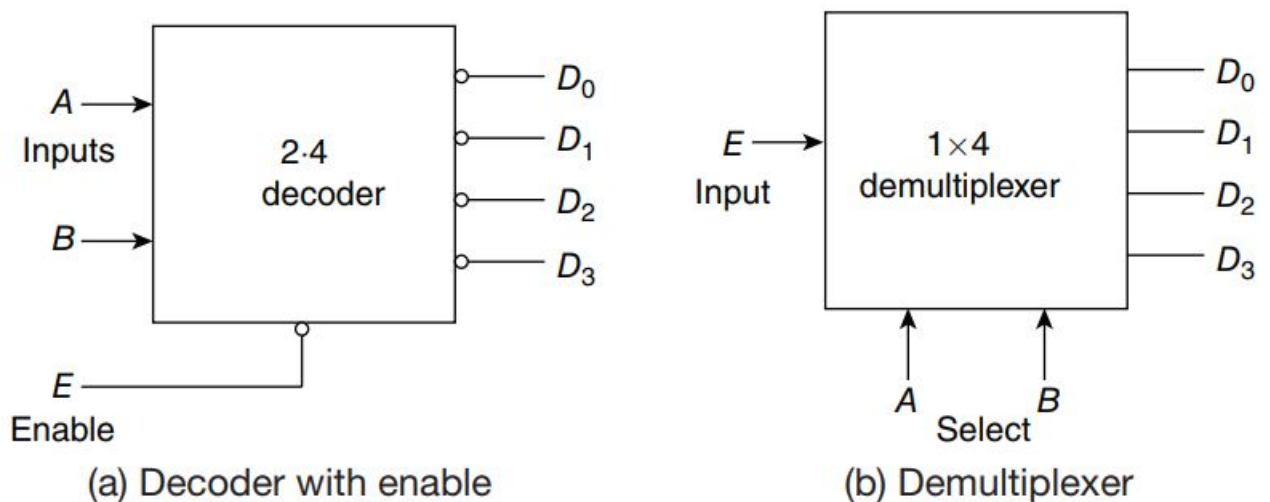 A
Inputs
B
2·4
decoder
D0
D1
D2
D3
E
Enable
(a) Decoder with enable
E
Input
1×4
demultiplexer
D0
D1
D2
D3
A B
Select
(b) Demultiplexer